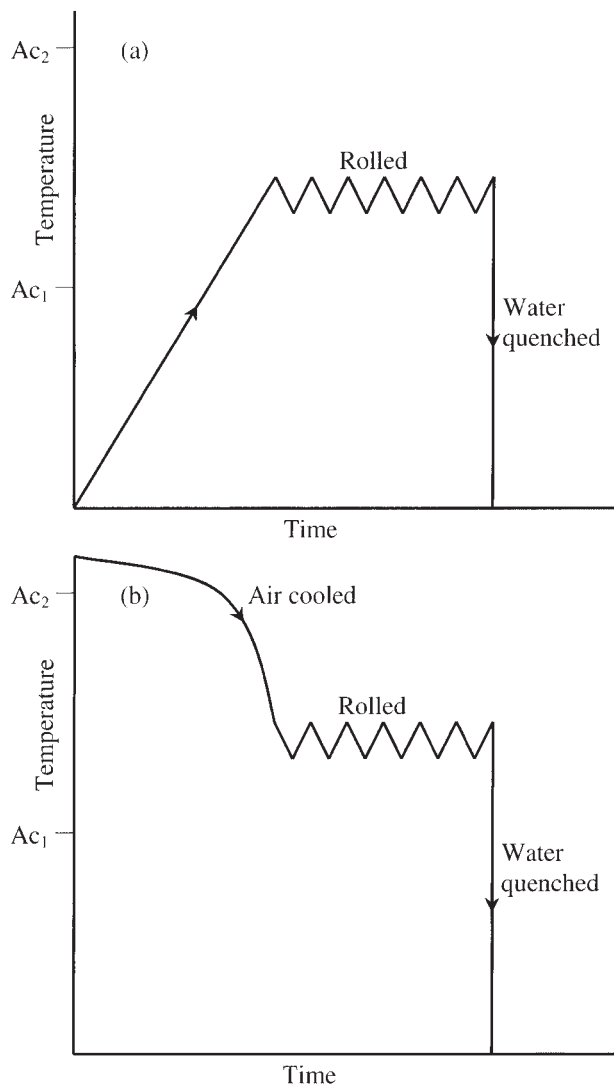 Ac₂
(a)
Rolled
Temperature
Ac₁
Water
quenched
Time
Ac₂
(b)
Air cooled
Rolled
Temperature
Ac₁
Water
quenched
Time